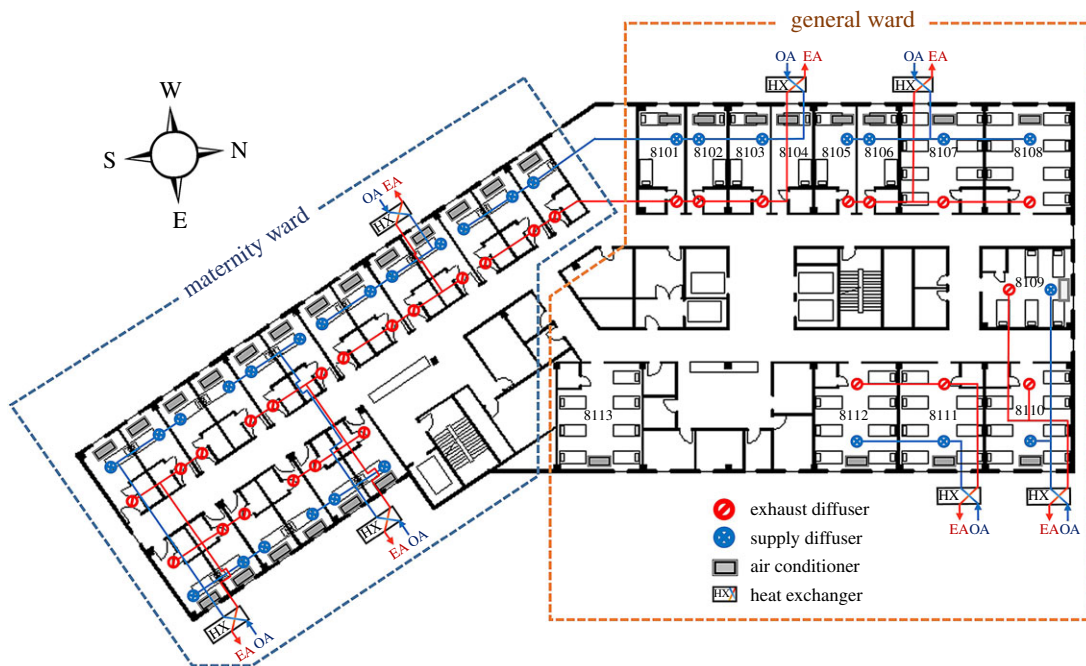 general ward
OA EA
OA EA
HX
HX
W
S
N
E
8101
8102
8103
8104
8105
8106
8107
8108
OA EA
HX
maternity ward
8109
8113
8112
8111
8110
HX
HX
EA OA
EA OA
HX
EA OA
HX
EA OA
exhaust diffuser
supply diffuser
air conditioner
HX heat exchanger